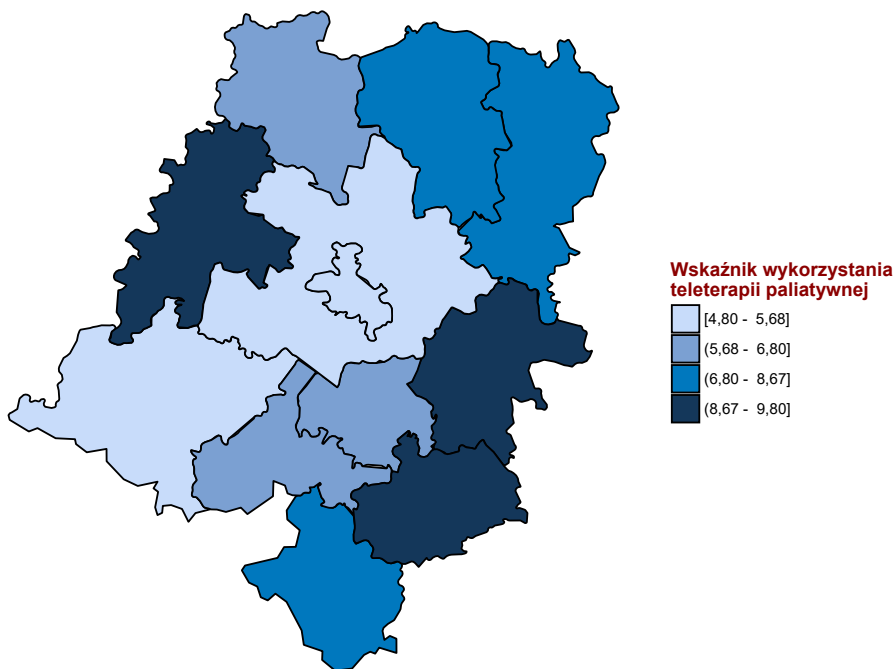 Wskaźnik wykorzystania
teleterapii paliatywnej
[4,80 - 5,68]
(5,68 - 6,80]
(6,80 - 8,67]
(8,67 - 9,80]